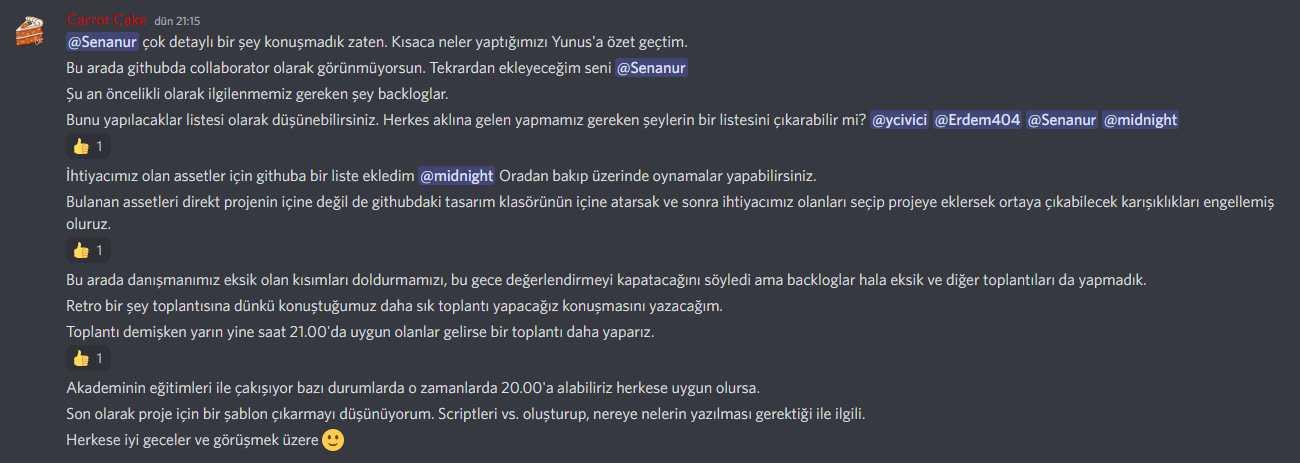 Carrot Cake dün 21:15
@Senanur çok detaylı bir şey konuşmadık zaten. Kısaca neler yaptığımızı Yunus'a özet geçtim.
Bu arada githubda collaborator olarak görünmüyorsun. Tekrardan ekleyeceğim seni @Senanur
Şu an öncelikli olarak ilgilenmemiz gereken şey backloglar.
Bunu yapılacaklar listesi olarak düşünebilirsiniz. Herkes aklına gelen yapmamız gereken şeylerin bir listesini çıkarabilir mi? @ycivici @Erdem404 @Senanur @midnight
👍 1
İhtiyacımız olan assetler için githuba bir liste ekledim @midnight Oradan bakıp üzerinde oynamalar yapabilirsiniz.
Bulanan assetleri direkt projenin içine değil de githubdaki tasarım klasörünün içine atarsak ve sonra ihtiyacımız olanları seçip projeye eklersek ortaya çıkabilecek karışıklıkları engellemiş
oluruz.
👍 1
Bu arada danışmanımız eksik olan kısımları doldurmamızı, bu gece değerlendirmeyi kapatacağını söyledi ama backloglar hala eksik ve diğer toplantıları da yapmadık.
Retro bir şey toplantısına dünkü konuştuğumuz daha sık toplantı yapacağız konuşmasını yazacağım.
Toplantı demişken yarın yine saat 21.00'da uygun olanlar gelirse bir toplantı daha yaparız.
👍 1
Akademinin eğitimleri ile çakışıyor bazı durumlarda o zamanlarda 20.00'a alabiliriz herkese uygun olursa.
Son olarak proje için bir şablon çıkarmayı düşünüyorum. Scriptleri vs. oluşturup, nereye nelerin yazılması gerektiği ile ilgili.
Herkese iyi geceler ve görüşmek üzere 🙂